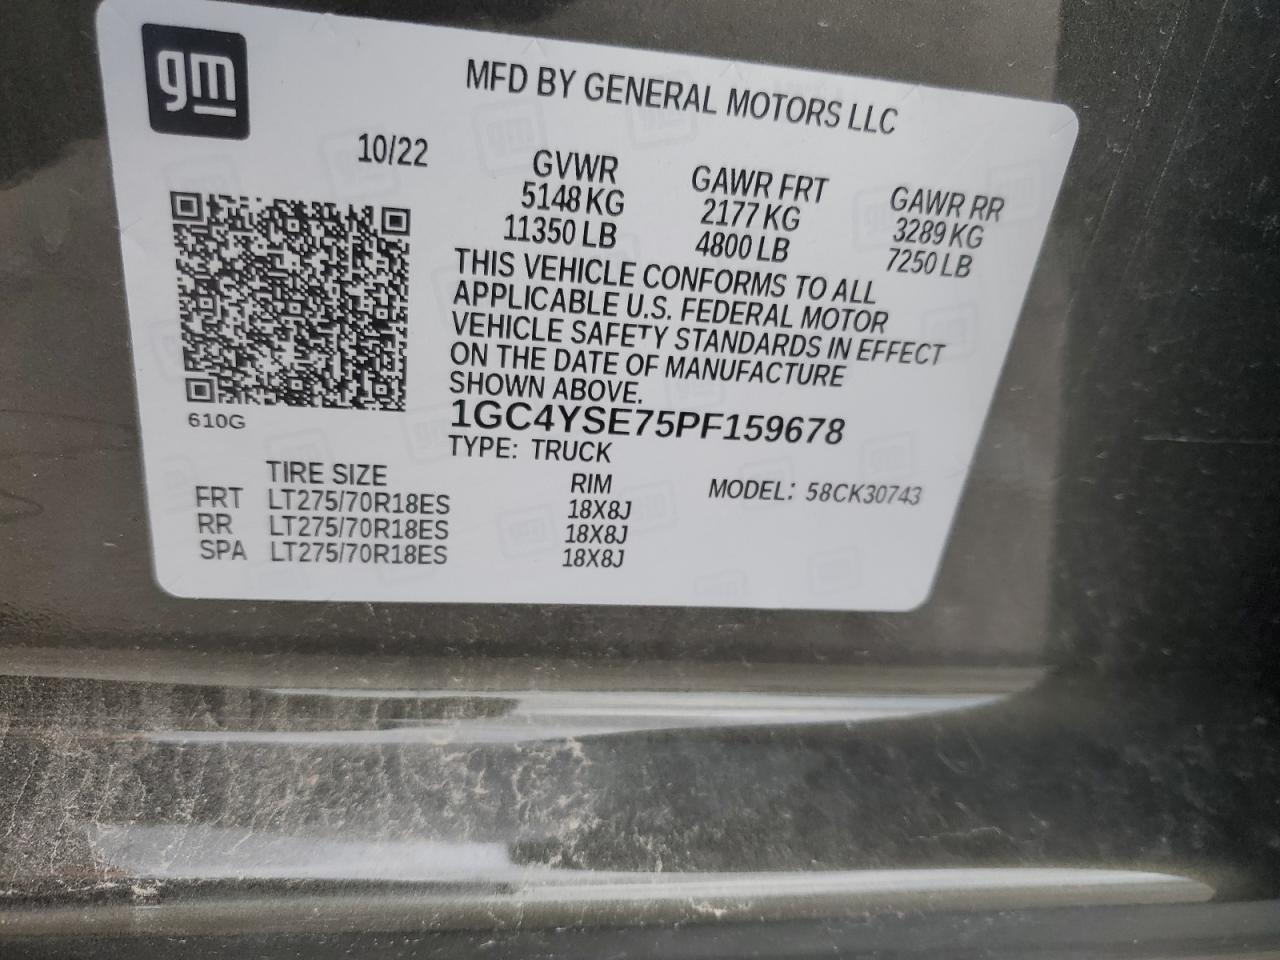 gm
MFD BY GENERAL MOTORS LLC
10/22
GVWR GAWR FRT GAWR RR
5148 KG 2177 KG 3289 KG
11350 LB 4800 LB 7250 LB
THIS VEHICLE CONFORMS TO ALL
APPLICABLE U.S. FEDERAL MOTOR
VEHICLE SAFETY STANDARDS IN EFFECT
ON THE DATE OF MANUFACTURE
SHOWN ABOVE.
610G
1GC4YSE75PF159678
TYPE: TRUCK
TIRE SIZE RIM MODEL: 58CK30743
FRT LT275/70R18ES 18X8J
RR LT275/70R18ES 18X8J
SPA LT275/70R18ES 18X8J